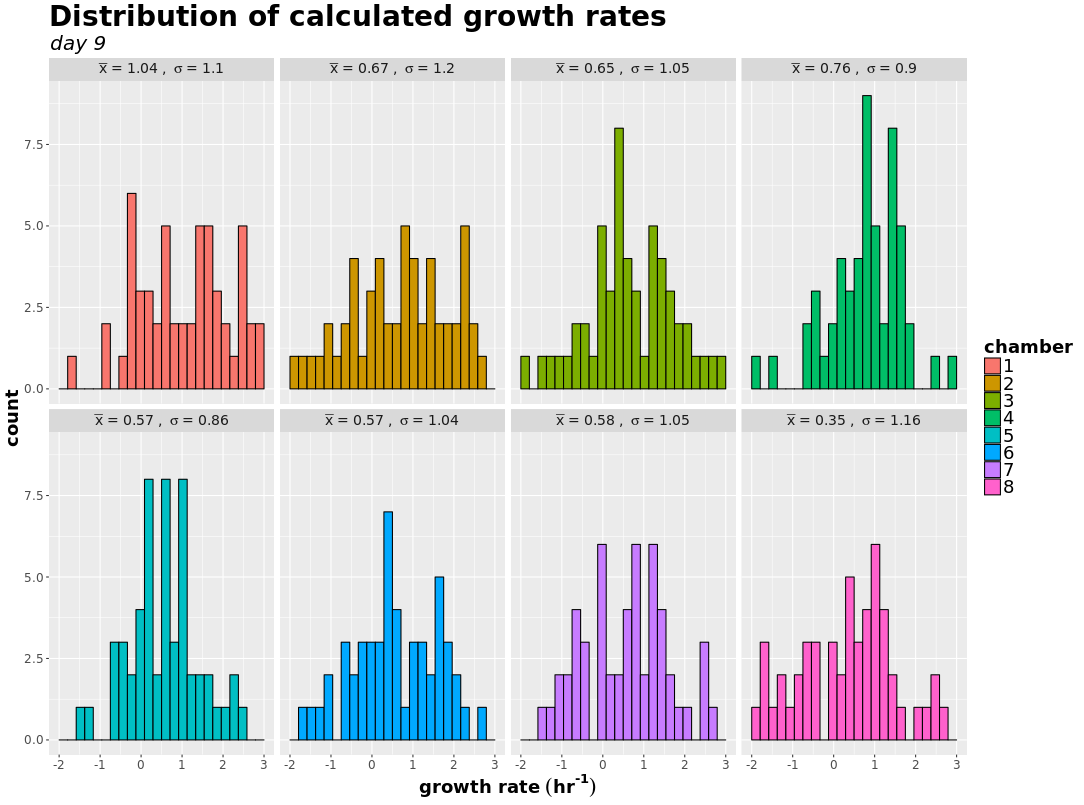 Distribution of calculated growth rates
day 9
x̅ = 1.04 , σ = 1.1
x̅ = 0.67 , σ = 1.2
x̅ = 0.65 , σ = 1.05
x̅ = 0.76 , σ = 0.9
7.5
5.0
2.5
0.0
chamber
1
2
3
4
5
6
7
8
count
x̅ = 0.57 , σ = 0.86
x̅ = 0.57 , σ = 1.04
x̅ = 0.58 , σ = 1.05
x̅ = 0.35 , σ = 1.16
7.5
5.0
2.5
0.0
-2 -1 0 1 2 3
-2 -1 0 1 2 3
-2 -1 0 1 2 3
-2 -1 0 1 2 3
growth rate (hr⁻¹)